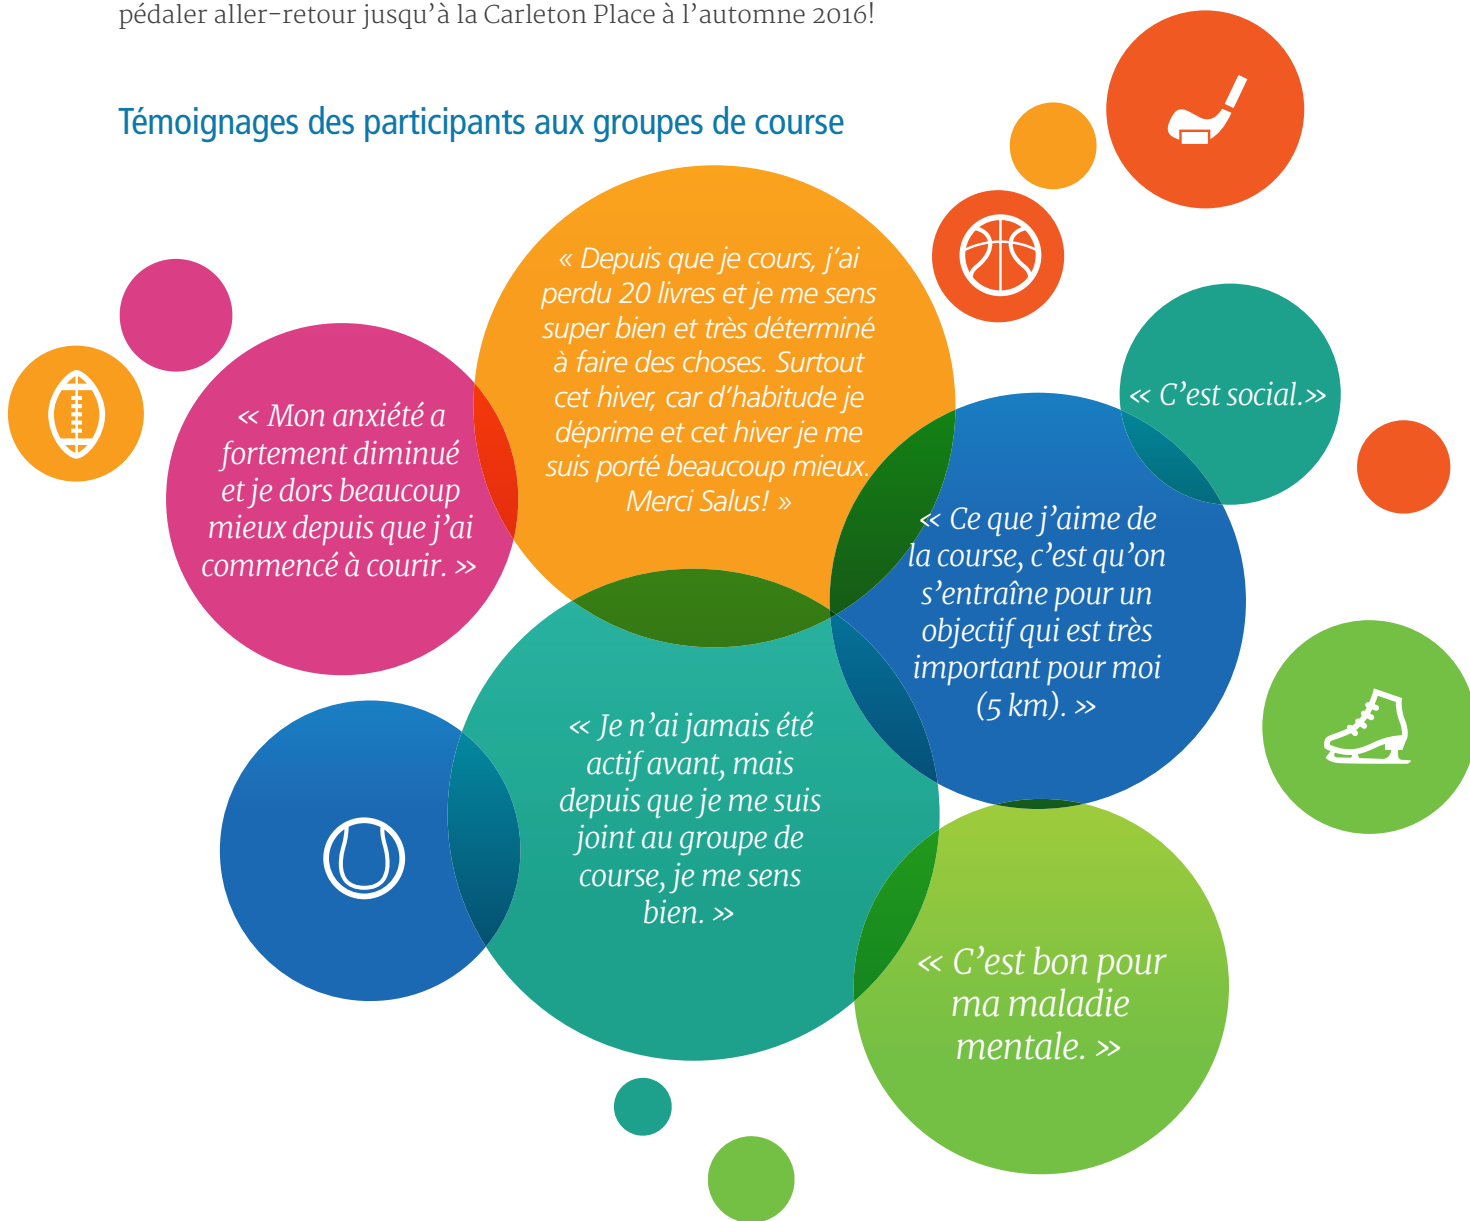 pédaler aller-retour jusqu’à la Carleton Place à l’automne 2016!
Témoignages des participants aux groupes de course
« Depuis que je cours, j’ai
perdu 20 livres et je me sens
super bien et très déterminé
à faire des choses. Surtout
cet hiver, car d’habitude je
déprime et cet hiver je me
suis porté beaucoup mieux.
Merci Salus! »
« Mon anxiété a
fortement diminué
et je dors beaucoup
mieux depuis que j’ai
commencé à courir. »
« C’est social.»
« Ce que j’aime de
la course, c’est qu’on
s’entraîne pour un
objectif qui est très
important pour moi
(5 km). »
« Je n’ai jamais été
actif avant, mais
depuis que je me suis
joint au groupe de
course, je me sens
bien. »
« C’est bon pour
ma maladie
mentale. »